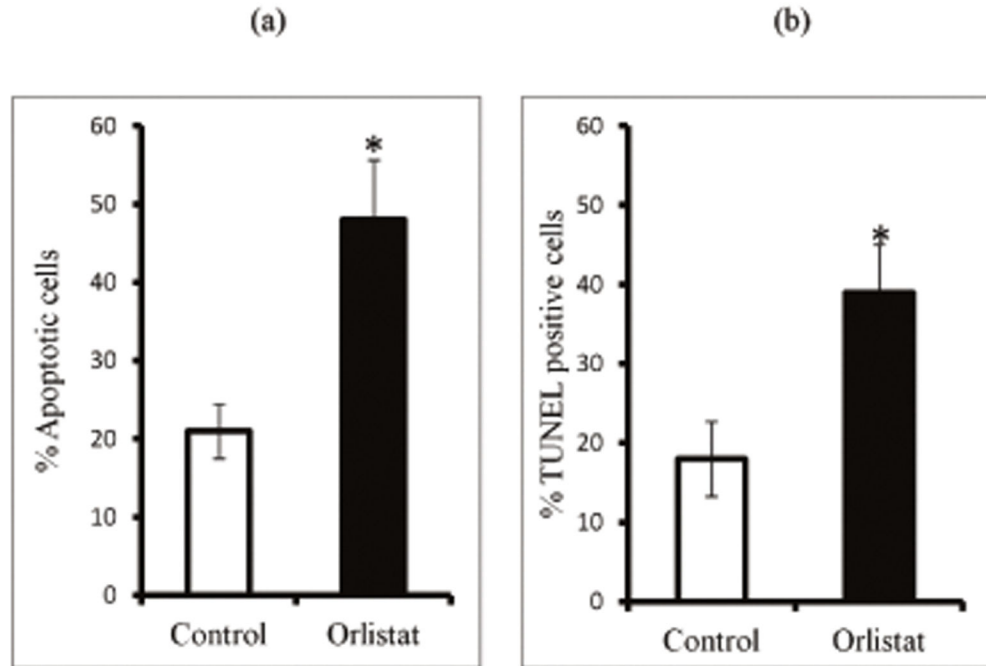 (a)
(b)
% Apoptotic cells
60
50
40
30
20
10
0
*
Control
Orlistat
% TUNEL positive cells
60
50
40
30
20
10
0
*
Control
Orlistat